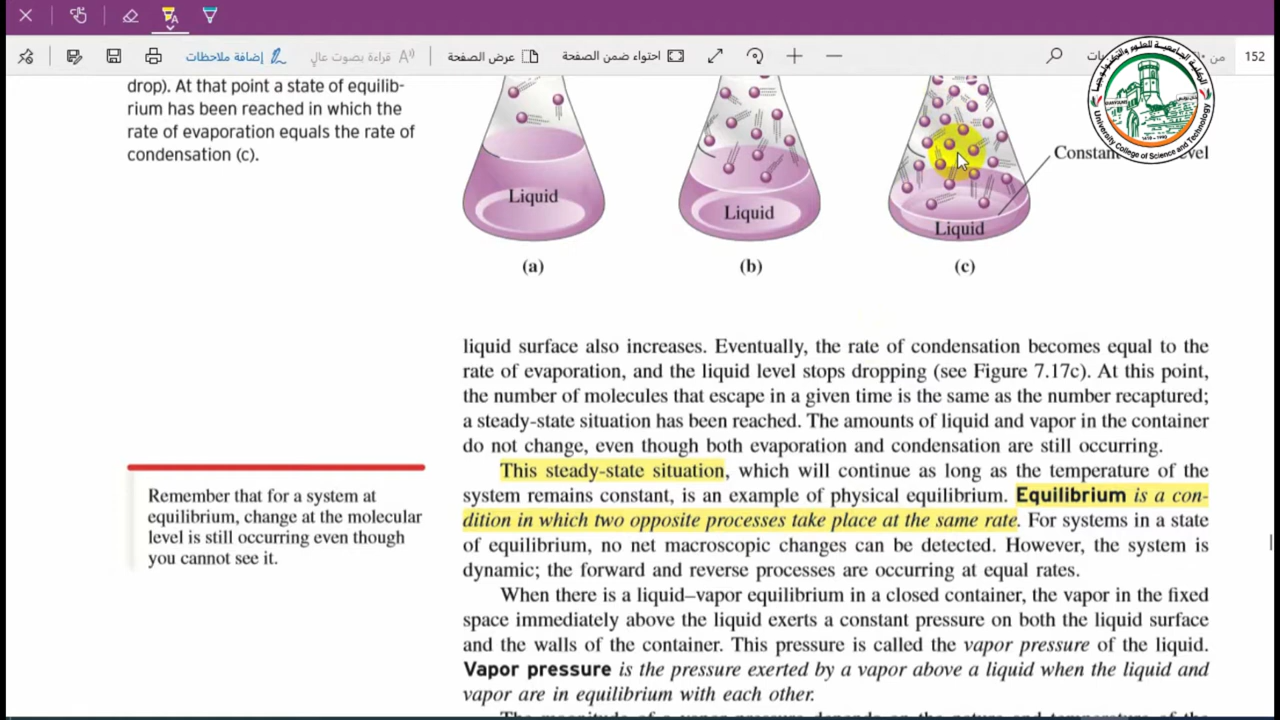 إضافة ملاحظات
قراءة بصوت عالٍ
عرض الصفحة
احتواء ضمن الصفحة
من
152
drop). At that point a state of equilib-
rium has been reached in which the
rate of evaporation equals the rate of
condensation (c).
Liquid
Liquid
Liquid
Constant
(a)
(b)
(c)
University College of Science and Technology
liquid surface also increases. Eventually, the rate of condensation becomes equal to the
rate of evaporation, and the liquid level stops dropping (see Figure 7.17c). At this point,
the number of molecules that escape in a given time is the same as the number recaptured;
a steady-state situation has been reached. The amounts of liquid and vapor in the container
do not change, even though both evaporation and condensation are still occurring.
This steady-state situation, which will continue as long as the temperature of the
system remains constant, is an example of physical equilibrium. Equilibrium is a con-
dition in which two opposite processes take place at the same rate. For systems in a state
of equilibrium, no net macroscopic changes can be detected. However, the system is
dynamic; the forward and reverse processes are occurring at equal rates.
When there is a liquid–vapor equilibrium in a closed container, the vapor in the fixed
space immediately above the liquid exerts a constant pressure on both the liquid surface
and the walls of the container. This pressure is called the vapor pressure of the liquid.
Vapor pressure is the pressure exerted by a vapor above a liquid when the liquid and
vapor are in equilibrium with each other.
Remember that for a system at
equilibrium, change at the molecular
level is still occurring even though
you cannot see it.